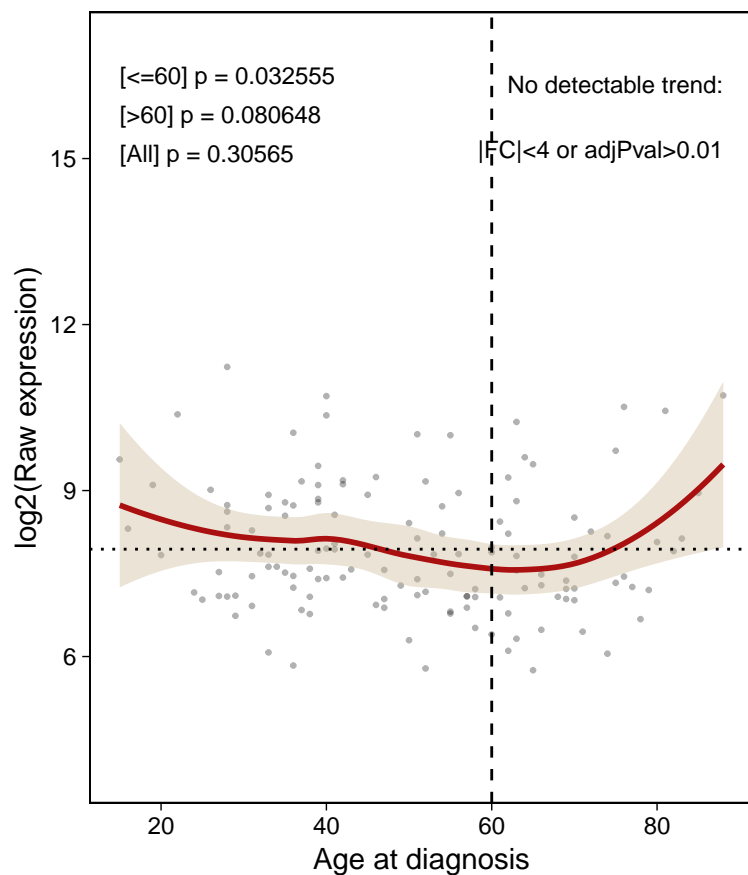 [<=60] p = 0.032555
[>60] p = 0.080648
[All] p = 0.30565
No detectable trend:
|FC|<4 or adjPval>0.01
log2(Raw expression)
15
12
9
6
20
40
60
80
Age at diagnosis